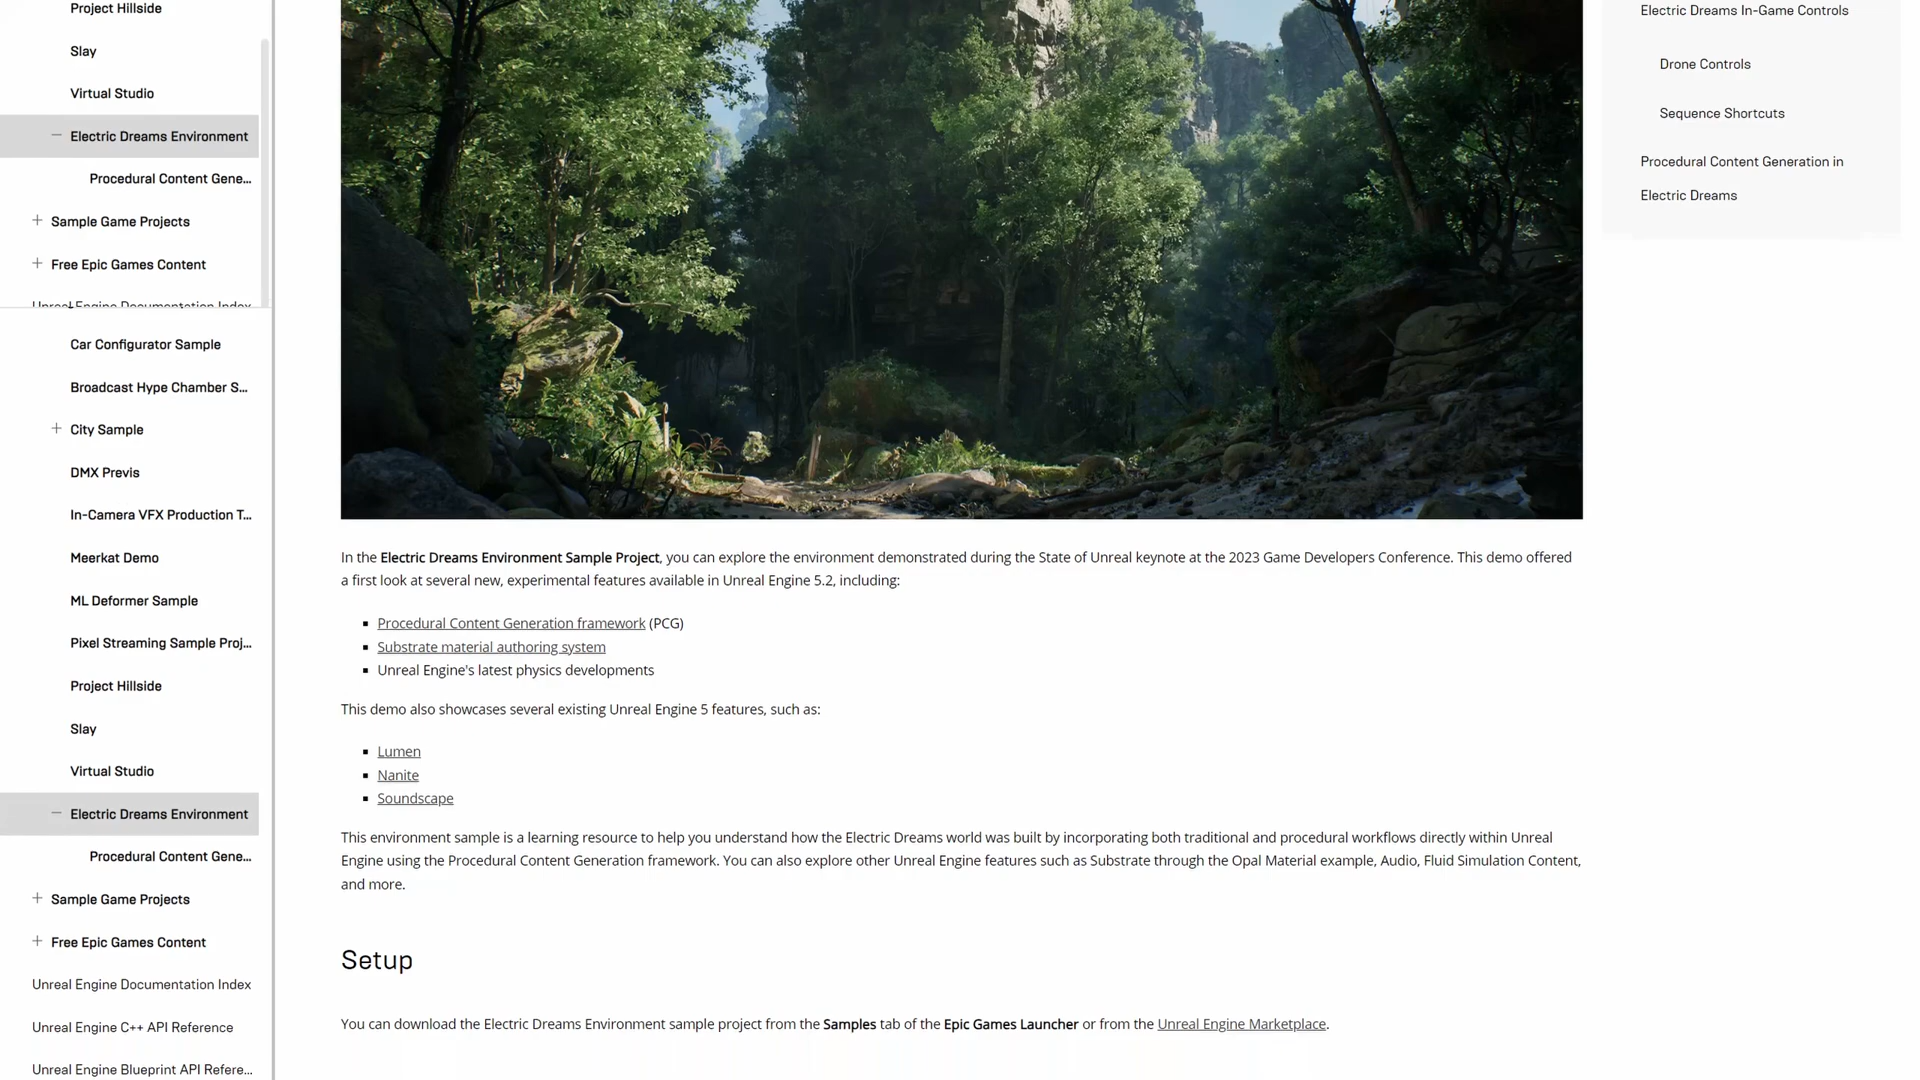 Project Hillside
Slay
Virtual Studio
Electric Dreams Environment
Procedural Content Gene...
Sample Game Projects
Free Epic Games Content
Unreal Engine Documentation Index
Car Configurator Sample
Broadcast Hype Chamber S...
City Sample
DMX Previs
In-Camera VFX Production T...
Meerkat Demo
ML Deformer Sample
Pixel Streaming Sample Proj...
Project Hillside
Slay
Virtual Studio
Electric Dreams Environment
Procedural Content Gene...
Sample Game Projects
Free Epic Games Content
Unreal Engine Documentation Index
Unreal Engine C++ API Reference
Unreal Engine Blueprint API Refere...
In the Electric Dreams Environment Sample Project, you can explore the environment demonstrated during the State of Unreal keynote at the 2023 Game Developers Conference. This demo offered
a first look at several new, experimental features available in Unreal Engine 5.2, including:
Procedural Content Generation framework (PCG)
Substrate material authoring system
Unreal Engine's latest physics developments
This demo also showcases several existing Unreal Engine 5 features, such as:
Lumen
Nanite
Soundscape
This environment sample is a learning resource to help you understand how the Electric Dreams world was built by incorporating both traditional and procedural workflows directly within Unreal
Engine using the Procedural Content Generation framework. You can also explore other Unreal Engine features such as Substrate through the Opal Material example, Audio, Fluid Simulation Content,
and more.
Setup
You can download the Electric Dreams Environment sample project from the Samples tab of the Epic Games Launcher or from the Unreal Engine Marketplace.
Electric Dreams In-Game Controls
Drone Controls
Sequence Shortcuts
Procedural Content Generation in
Electric Dreams